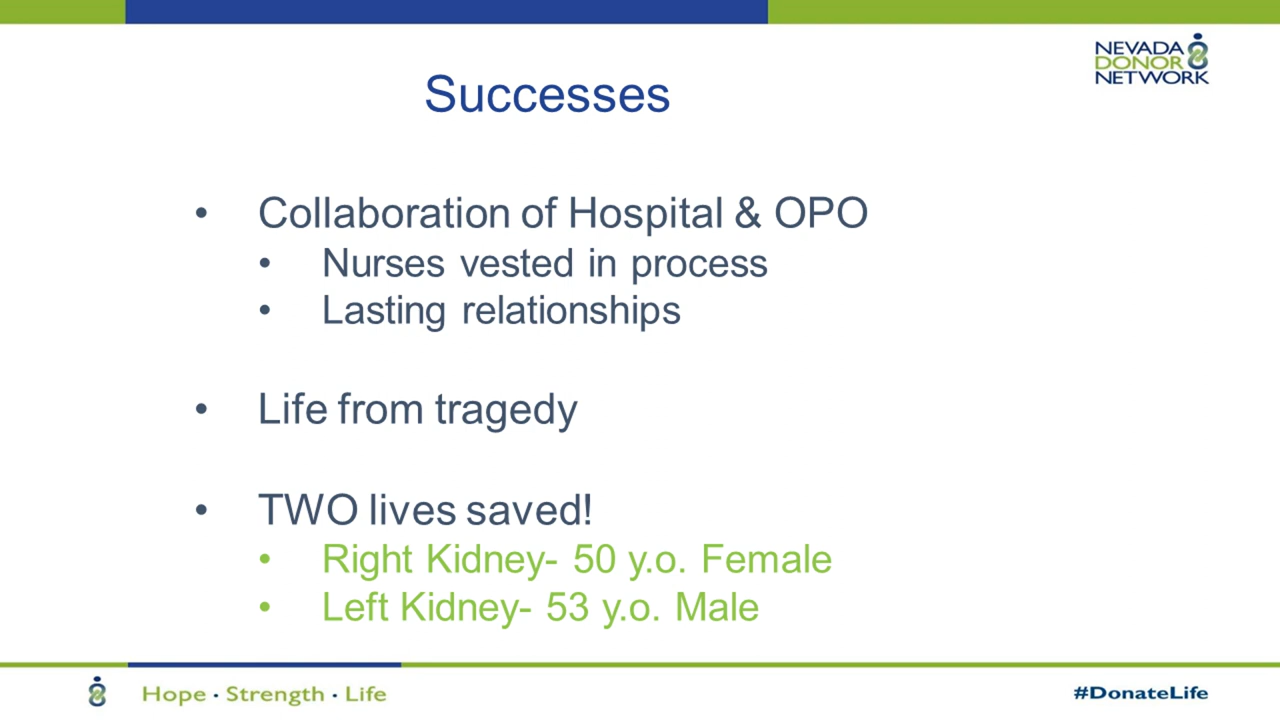 NEVADA
DONOR
NETWORK
Successes
• Collaboration of Hospital & OPO
• Nurses vested in process
• Lasting relationships
• Life from tragedy
• TWO lives saved!
• Right Kidney- 50 y.o. Female
• Left Kidney- 53 y.o. Male
Hope · Strength · Life
#DonateLife